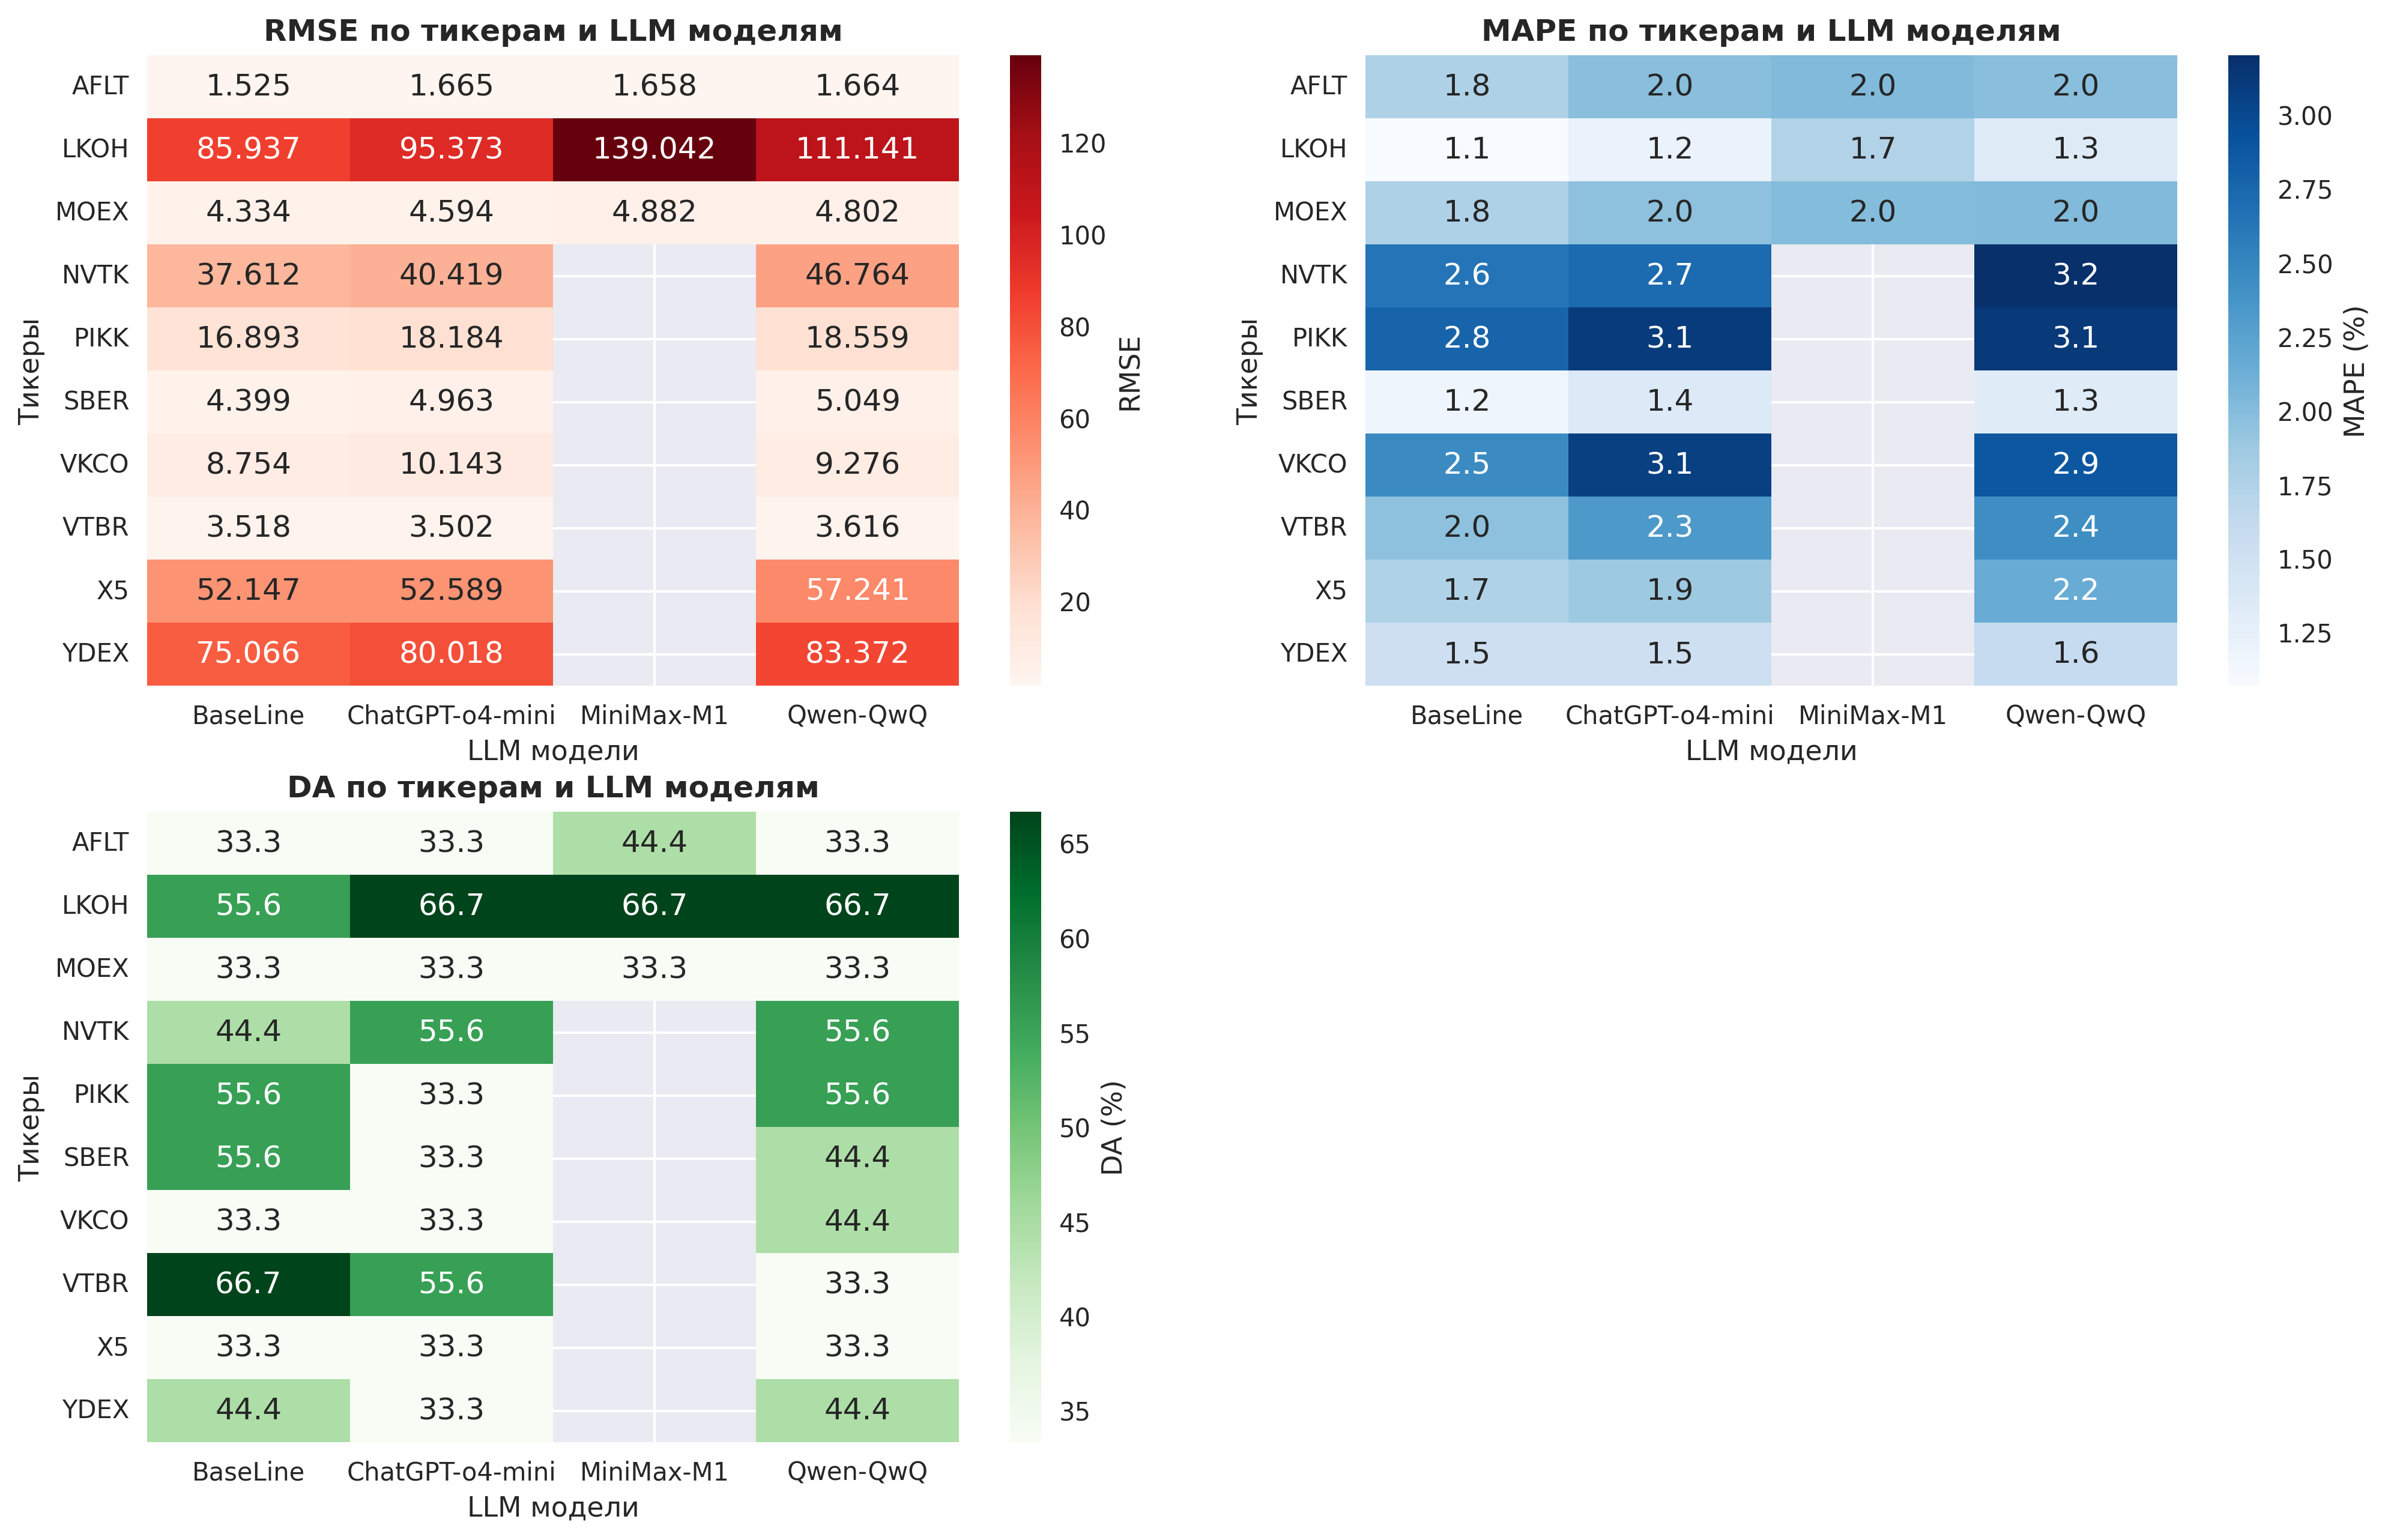 RMSE по тикерам и LLM моделям
Тикеры
AFLT 1.525 1.665 1.658 1.664
LKOH 85.937 95.373 139.042 111.141
MOEX 4.334 4.594 4.882 4.802
NVTK 37.612 40.419 46.764
PIKK 16.893 18.184 18.559
SBER 4.399 4.963 5.049
VKCO 8.754 10.143 9.276
VTBR 3.518 3.502 3.616
X5 52.147 52.589 57.241
YDEX 75.066 80.018 83.372
BaseLine ChatGPT-o4-mini MiniMax-M1 Qwen-QwQ
LLM модели
120
100
80
60
40
20
RMSE
MAPE по тикерам и LLM моделям
Тикеры
AFLT 1.8 2.0 2.0 2.0
LKOH 1.1 1.2 1.7 1.3
MOEX 1.8 2.0 2.0 2.0
NVTK 2.6 2.7 3.2
PIKK 2.8 3.1 3.1
SBER 1.2 1.4 1.3
VKCO 2.5 3.1 2.9
VTBR 2.0 2.3 2.4
X5 1.7 1.9 2.2
YDEX 1.5 1.5 1.6
BaseLine ChatGPT-o4-mini MiniMax-M1 Qwen-QwQ
LLM модели
3.00
2.75
2.50
2.25
2.00
1.75
1.50
1.25
MAPE (%)
DA по тикерам и LLM моделям
Тикеры
AFLT 33.3 33.3 44.4 33.3
LKOH 55.6 66.7 66.7 66.7
MOEX 33.3 33.3 33.3 33.3
NVTK 44.4 55.6 55.6
PIKK 55.6 33.3 55.6
SBER 55.6 33.3 44.4
VKCO 33.3 33.3 44.4
VTBR 66.7 55.6 33.3
X5 33.3 33.3 33.3
YDEX 44.4 33.3 44.4
BaseLine ChatGPT-o4-mini MiniMax-M1 Qwen-QwQ
LLM модели
65
60
55
50
45
40
35
DA (%)